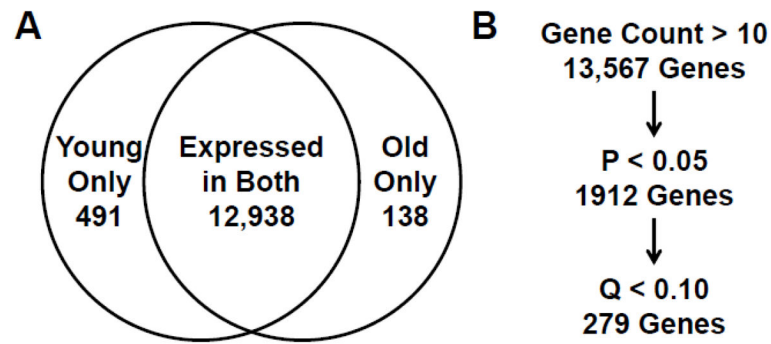 A
Young
Only
491
Expressed
in Both
12,938
Old
Only
138
B
Gene Count > 10
13,567 Genes
P < 0.05
1912 Genes
Q < 0.10
279 Genes